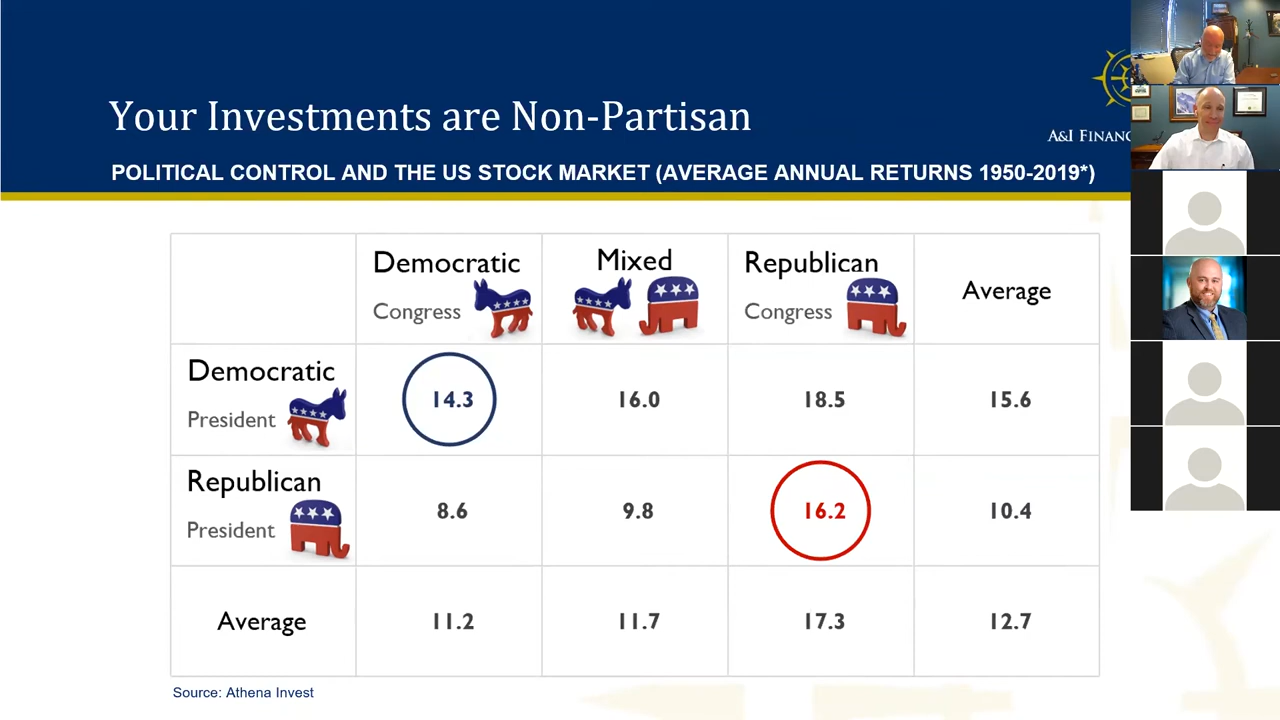 Your Investments are Non-Partisan
A&I FINANC
POLITICAL CONTROL AND THE US STOCK MARKET (AVERAGE ANNUAL RETURNS 1950-2019*)
Democratic Congress
Mixed
Republican Congress
Average
Democratic President
14.3
16.0
18.5
15.6
Republican President
8.6
9.8
16.2
10.4
Average
11.2
11.7
17.3
12.7
Source: Athena Invest